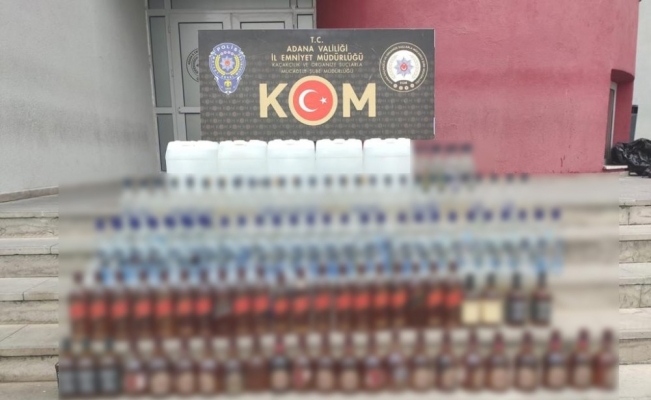 T.C.
ADANA VALİLİĞİ
İL EMNİYET MÜDÜRLÜĞÜ
KAÇAKÇILIK VE ORGANİZE SUÇLARLA
MÜCADELE ŞUBE MÜDÜRLÜĞÜ
POLİS
KOM